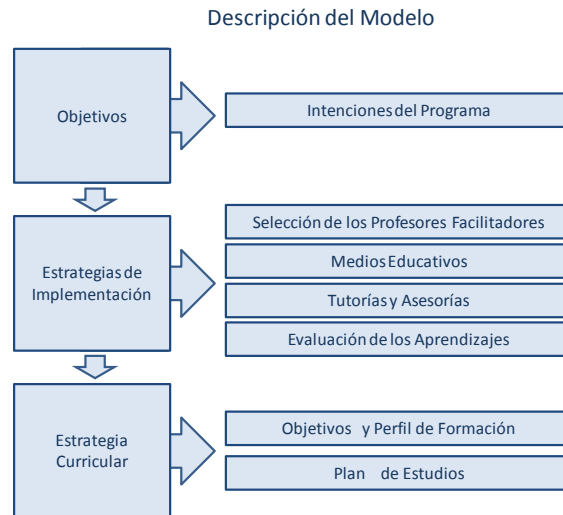 Descripción del Modelo
Objetivos
Intenciones del Programa
Estrategias de
Implementación
Selección de los Profesores Facilitadores
Medios Educativos
Tutorías y Asesorías
Evaluación de los Aprendizajes
Estrategia
Curricular
Objetivos y Perfil de Formación
Plan de Estudios